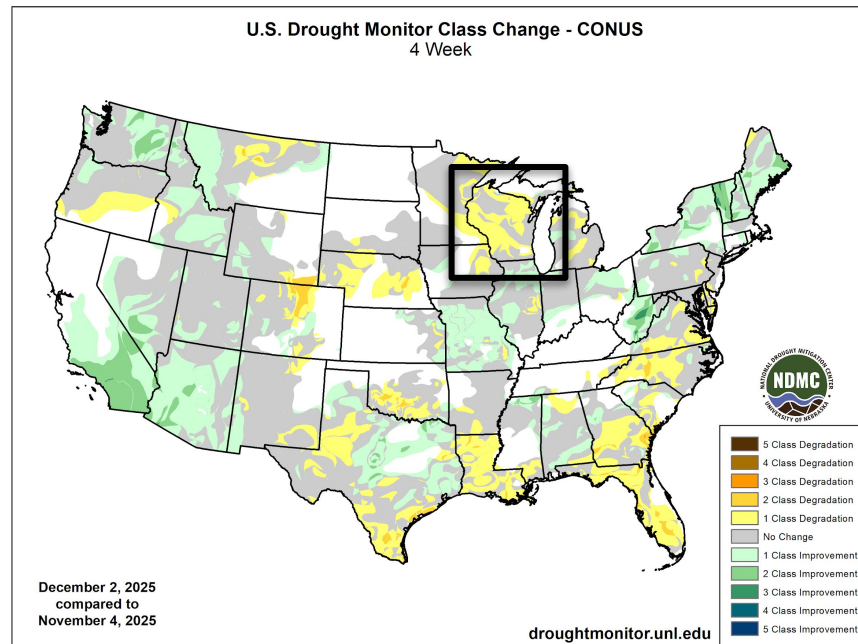 U.S. Drought Monitor Class Change - CONUS
4 Week
NATIONAL DROUGHT MITIGATION CENTER
NDMC
UNIVERSITY OF NEBRASKA
5 Class Degradation
4 Class Degradation
3 Class Degradation
2 Class Degradation
1 Class Degradation
No Change
1 Class Improvement
2 Class Improvement
3 Class Improvement
4 Class Improvement
5 Class Improvement
December 2, 2025
compared to
November 4, 2025
droughtmonitor.unl.edu